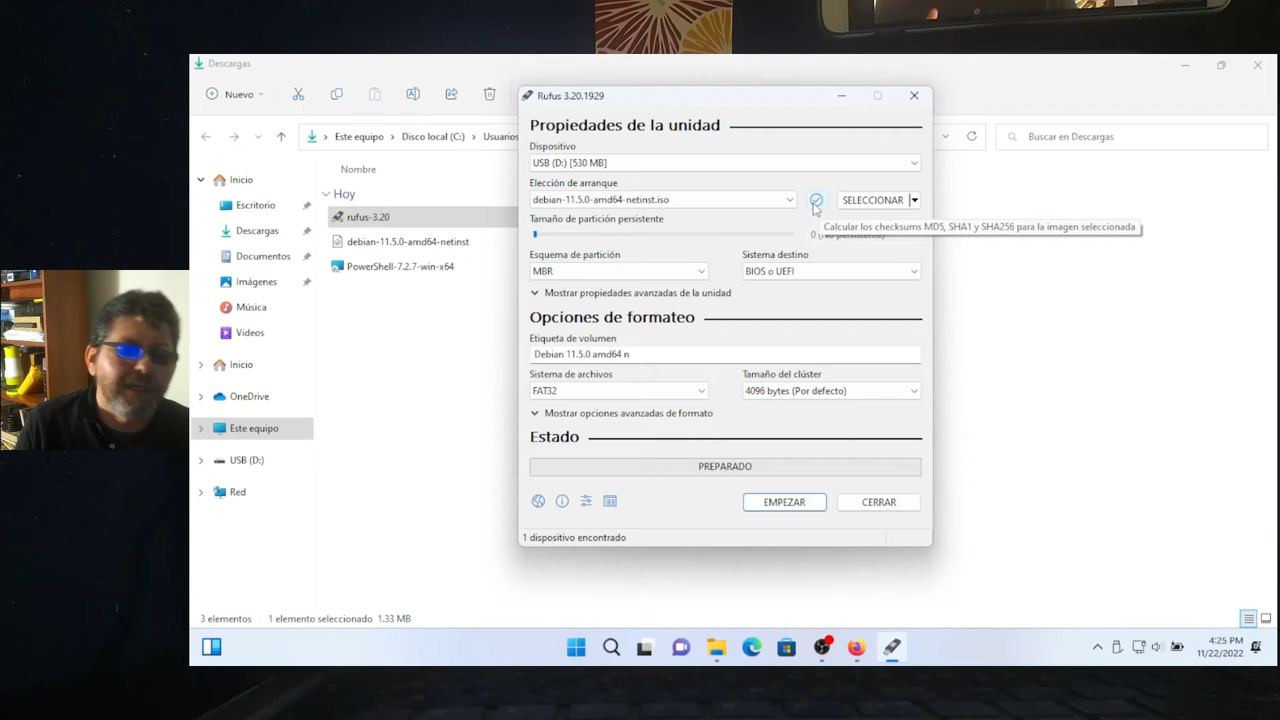 Descargas
Nuevo
Este equipo > Disco local (C:) > Usuarios
Buscar en Descargas
Inicio
Escritorio
Descargas
Documentos
Imágenes
Música
Videos
Inicio
OneDrive
Este equipo
USB (D:)
Red
Nombre
Hoy
rufus-3.20
debian-11.5.0-amd64-netinst
PowerShell-7.2.7-win-x64
Rufus 3.20.1929
Propiedades de la unidad
Dispositivo
USB (D:) [530 MB]
Elección de arranque
debian-11.5.0-amd64-netinst.iso
SELECCIONAR
Calcular los checksums MD5, SHA1 y SHA256 para la imagen seleccionada
Tamaño de partición persistente
Esquema de partición
Sistema destino
MBR
BIOS o UEFI
Mostrar propiedades avanzadas de la unidad
Opciones de formateo
Etiqueta de volumen
Debian 11.5.0 amd64 n
Sistema de archivos
Tamaño del clúster
FAT32
4096 bytes (Por defecto)
Mostrar opciones avanzadas de formato
Estado
PREPARADO
EMPEZAR
CERRAR
1 dispositivo encontrado
3 elementos
1 elemento seleccionado 1.33 MB
4:25 PM
11/22/2022